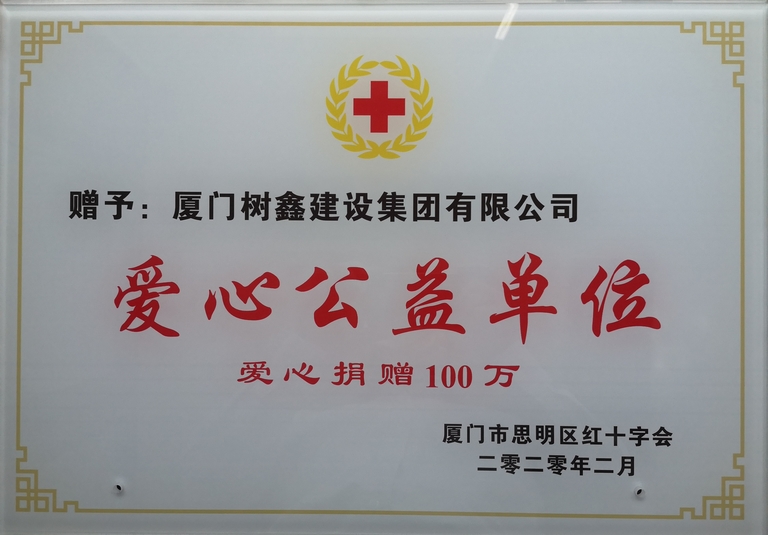 赠予：厦门树鑫建设集团有限公司
爱心公益单位
爱心捐赠100万
厦门市思明区红十字会
二零二零年二月